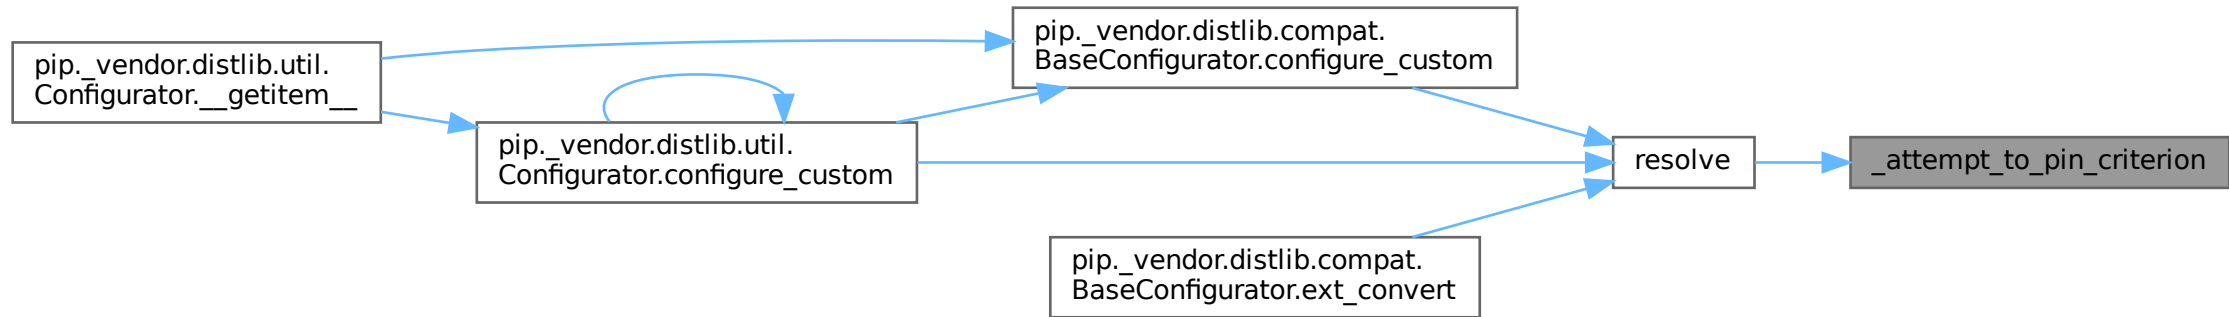 pip._vendor.distlib.util.
Configurator.__getitem__
pip._vendor.distlib.compat.
BaseConfigurator.configure_custom
pip._vendor.distlib.util.
Configurator.configure_custom
pip._vendor.distlib.compat.
BaseConfigurator.ext_convert
resolve
_attempt_to_pin_criterion